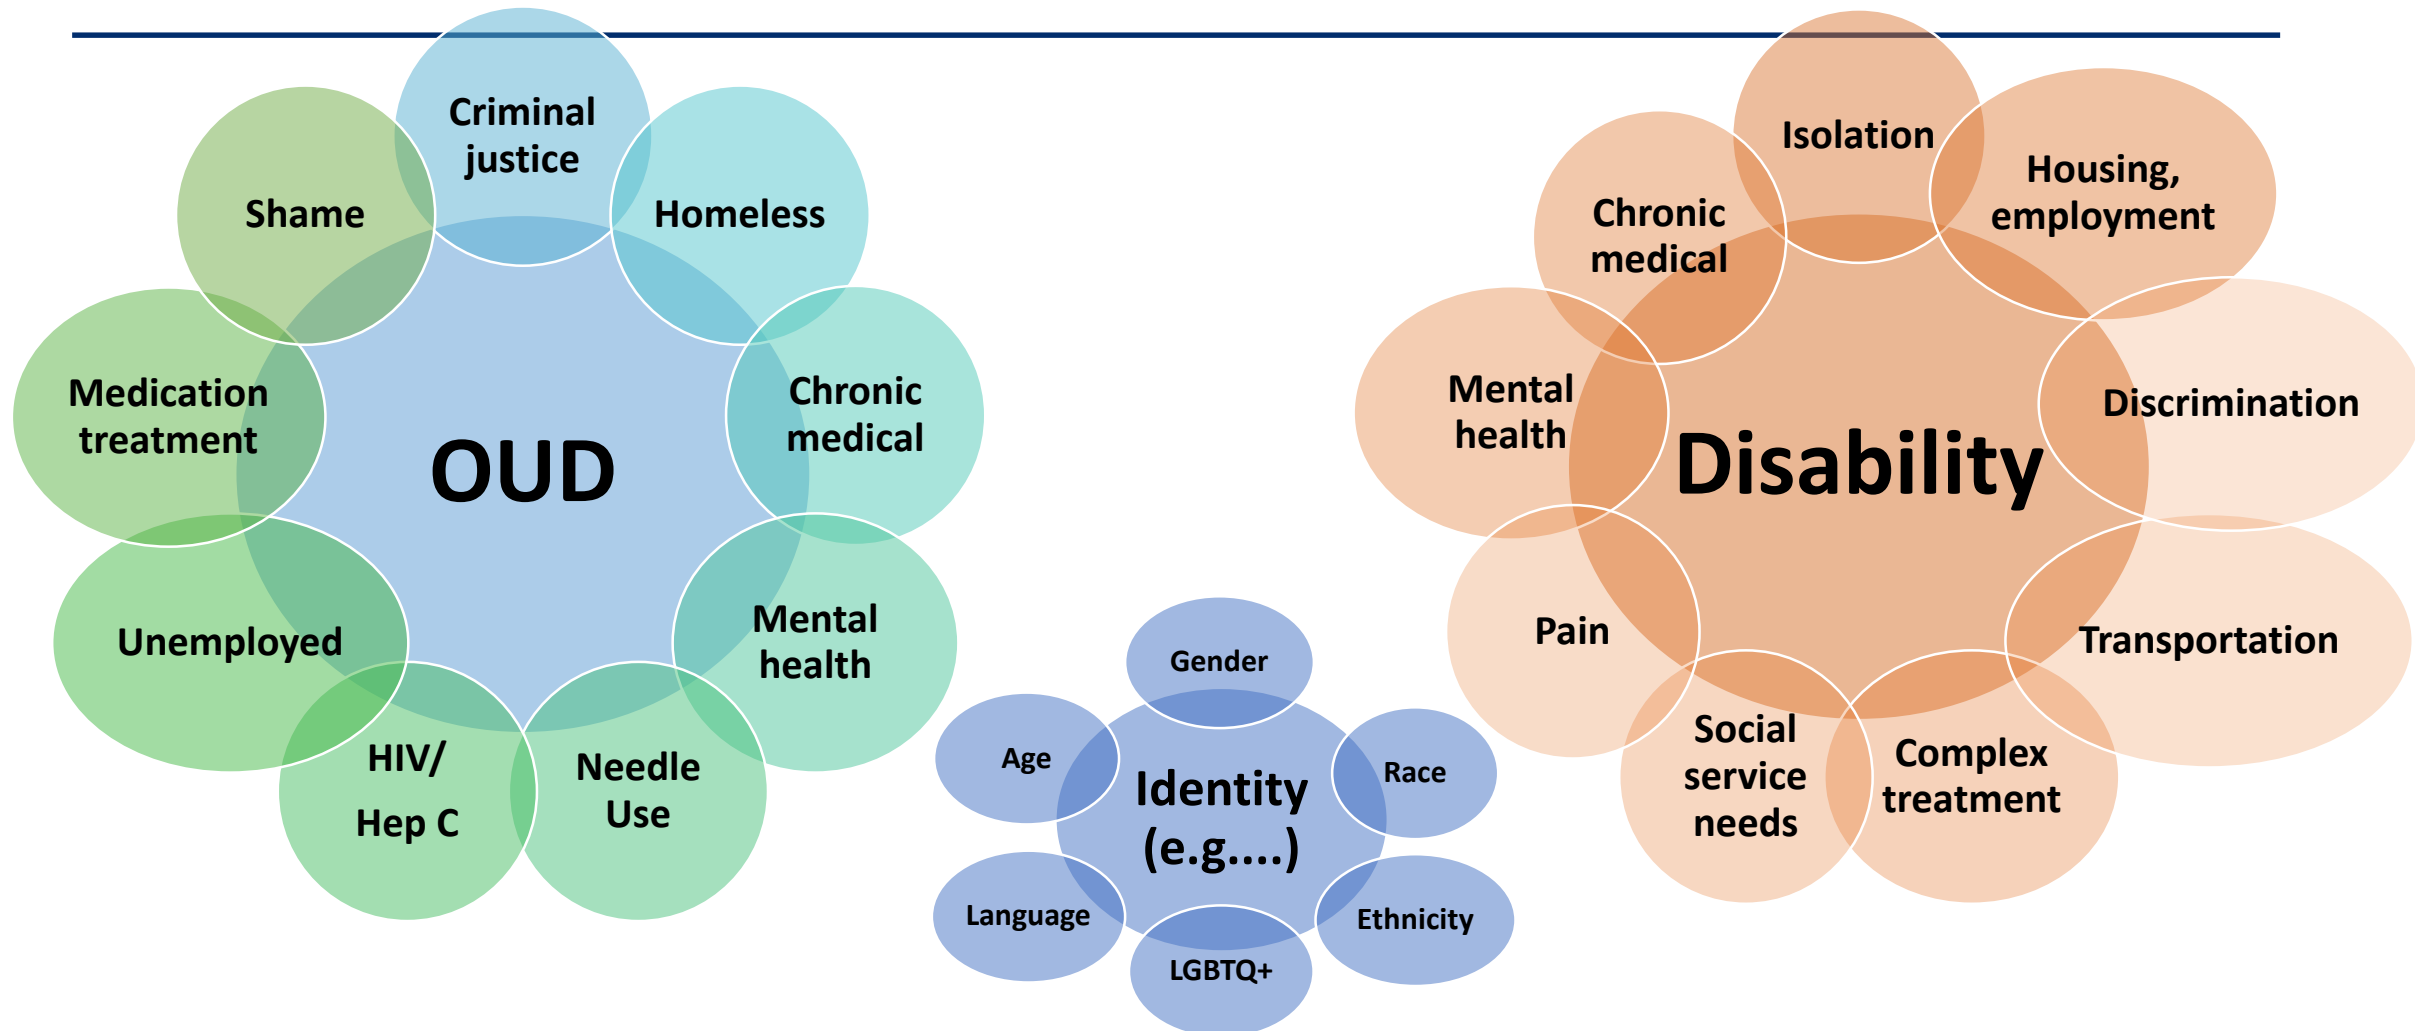 Criminal
justice
Homeless
Chronic
medical
Mental
health
Needle
Use
HIV/
Hep C
Unemployed
Medication
treatment
Shame
OUD
Gender
Race
Ethnicity
LGBTQ+
Language
Age
Identity
(e.g....)
Isolation
Housing,
employment
Discrimination
Transportation
Complex
treatment
Social
service
needs
Pain
Mental
health
Chronic
medical
Disability